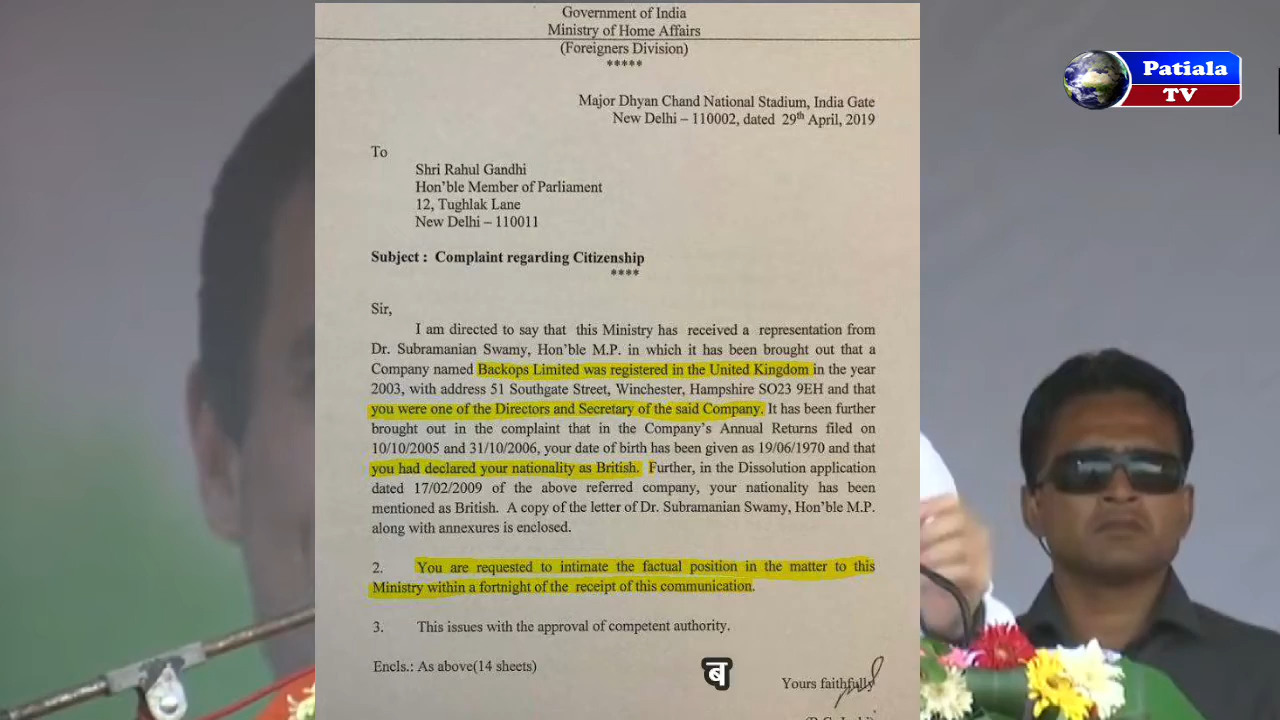 Government of India
Ministry of Home Affairs
(Foreigners Division)
*****
Patiala
TV
Major Dhyan Chand National Stadium, India Gate
New Delhi – 110002, dated 29th April, 2019
To
Shri Rahul Gandhi
Hon'ble Member of Parliament
12, Tughlak Lane
New Delhi – 110011
Subject : Complaint regarding Citizenship
****
Sir,
I am directed to say that this Ministry has received a representation from
Dr. Subramanian Swamy, Hon'ble M.P. in which it has been brought out that a
Company named Backops Limited was registered in the United Kingdom in the year
2003, with address 51 Southgate Street, Winchester, Hampshire SO23 9EH and that
you were one of the Directors and Secretary of the said Company. It has been further
brought out in the complaint that in the Company's Annual Returns filed on
10/10/2005 and 31/10/2006, your date of birth has been given as 19/06/1970 and that
you had declared your nationality as British. Further, in the Dissolution application
dated 17/02/2009 of the above referred company, your nationality has been
mentioned as British. A copy of the letter of Dr. Subramanian Swamy, Hon'ble M.P.
along with annexures is enclosed.
2. You are requested to intimate the factual position in the matter to this
Ministry within a fortnight of the receipt of this communication.
3. This issues with the approval of competent authority.
Encls.: As above(14 sheets)
ब
Yours faithfully